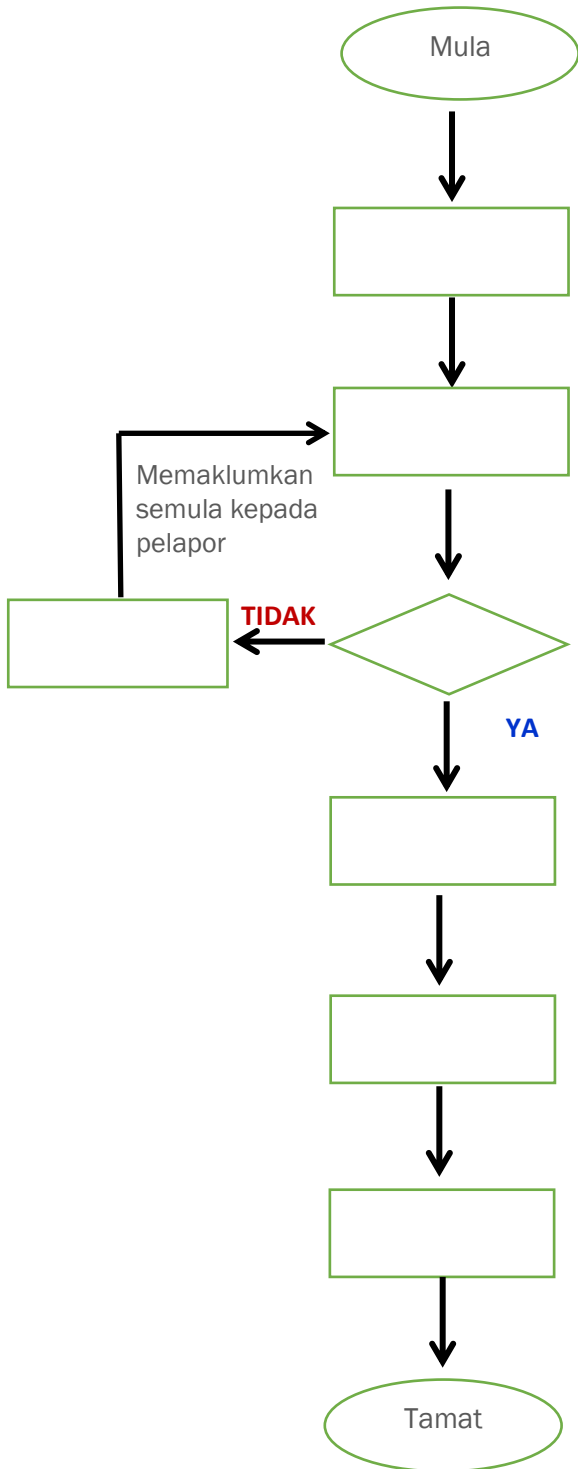 Mula
Memaklumkan
semula kepada
pelapor
TIDAK
YA
Tamat